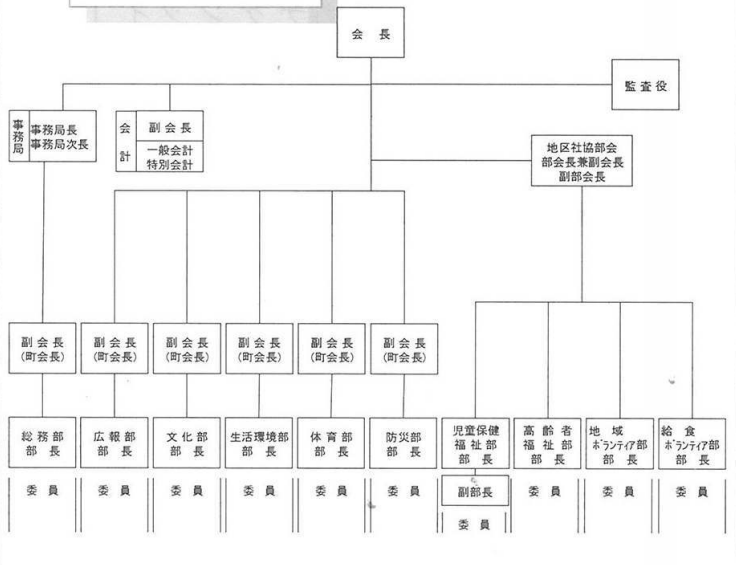 会長
監査役
事務局
事務局長
事務局次長
会計
副会長
一般会計
特別会計
地区社協部会
部会長兼副会長
副部会長
副会長
(町会長)
副会長
(町会長)
副会長
(町会長)
副会長
(町会長)
副会長
(町会長)
副会長
(町会長)
総務部
部長
広報部
部長
文化部
部長
生活環境部
部長
体育部
部長
防災部
部長
児童保健
福祉部
部長
高齢者
福祉部
部長
地域
ボランティア部
部長
給食
ボランティア部
部長
委員
委員
委員
委員
委員
委員
副部長
委員
委員
委員
委員